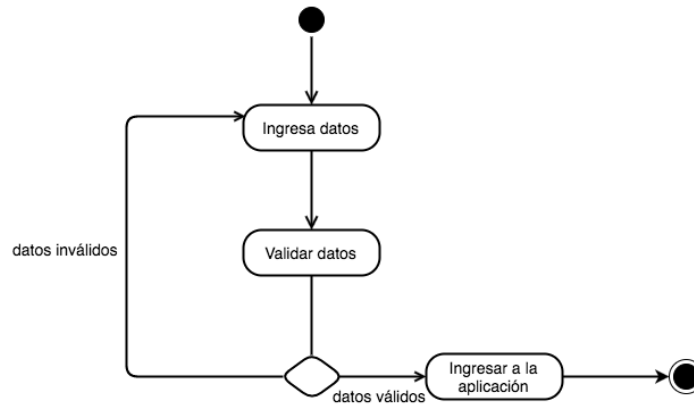 Ingresa datos
datos inválidos
Validar datos
datos válidos
Ingresar a la
aplicación